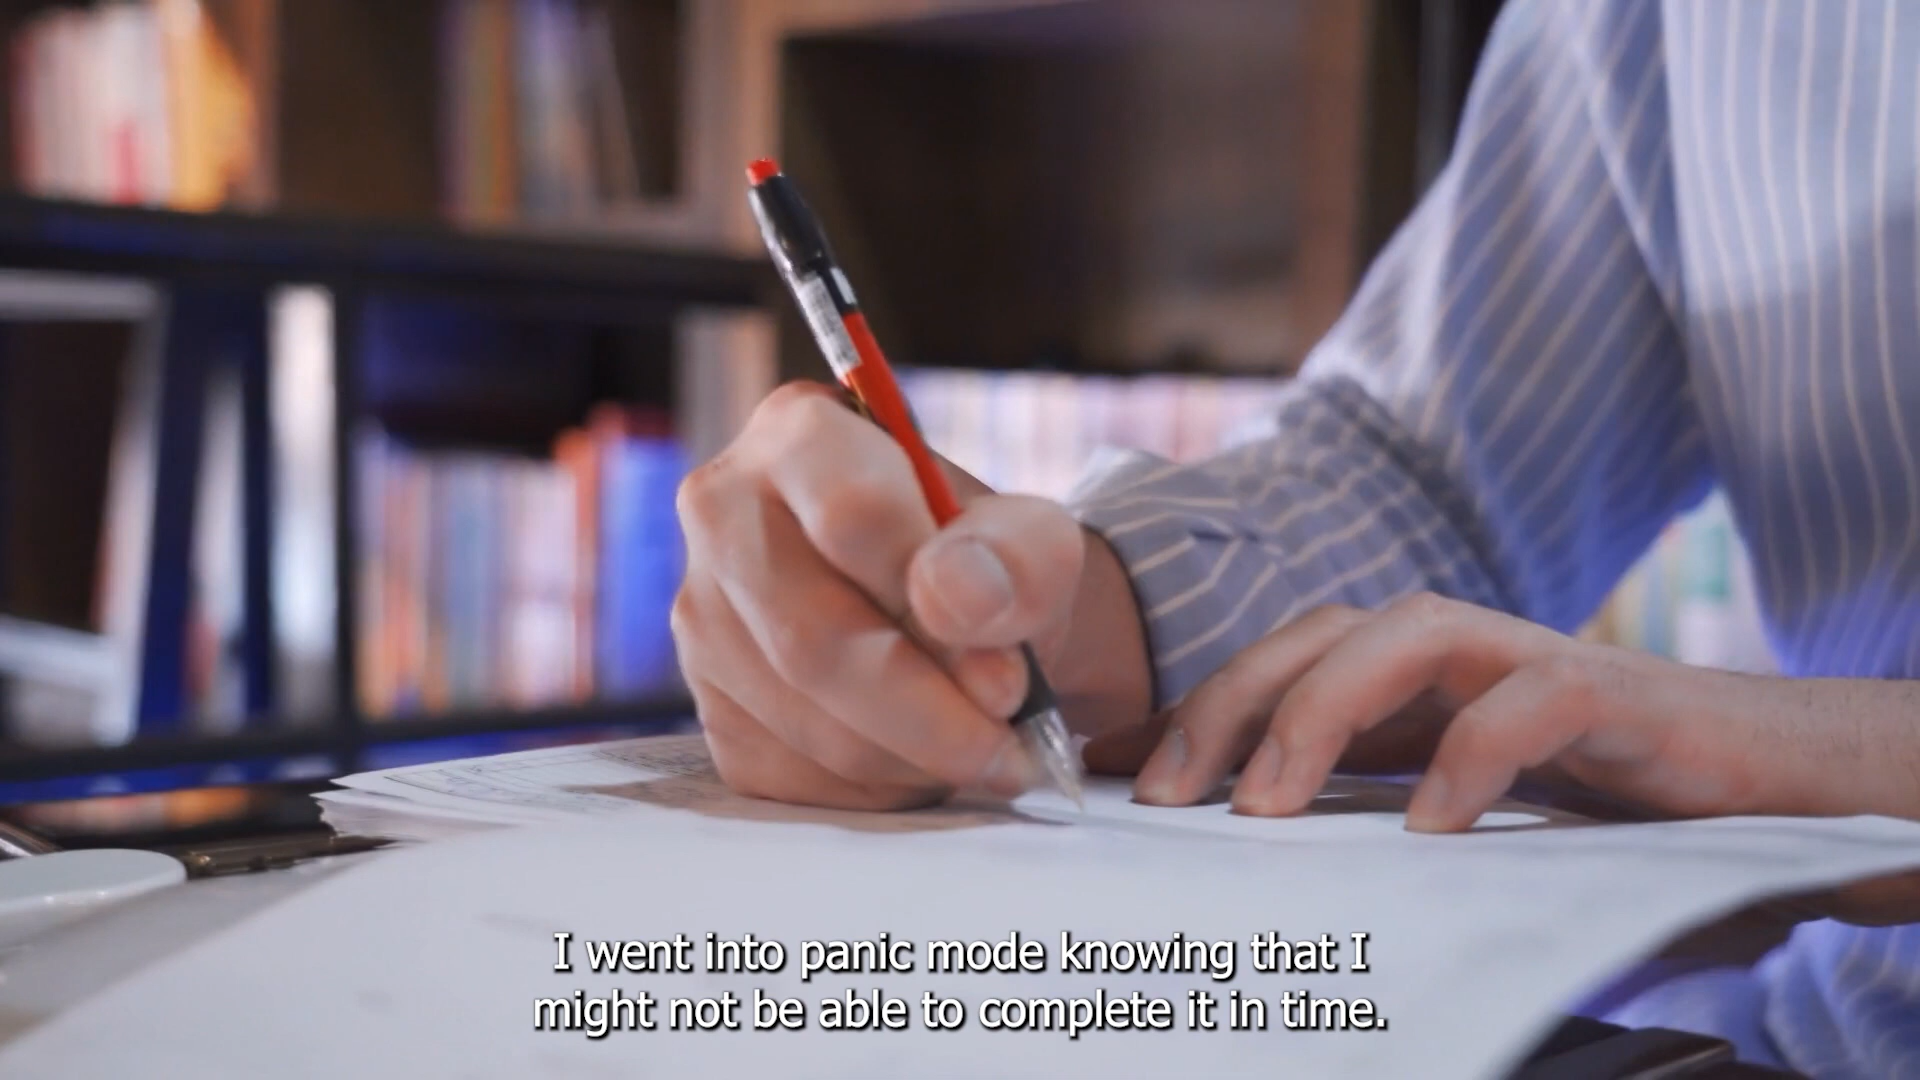 I went into panic mode knowing that I
might not be able to complete it in time.